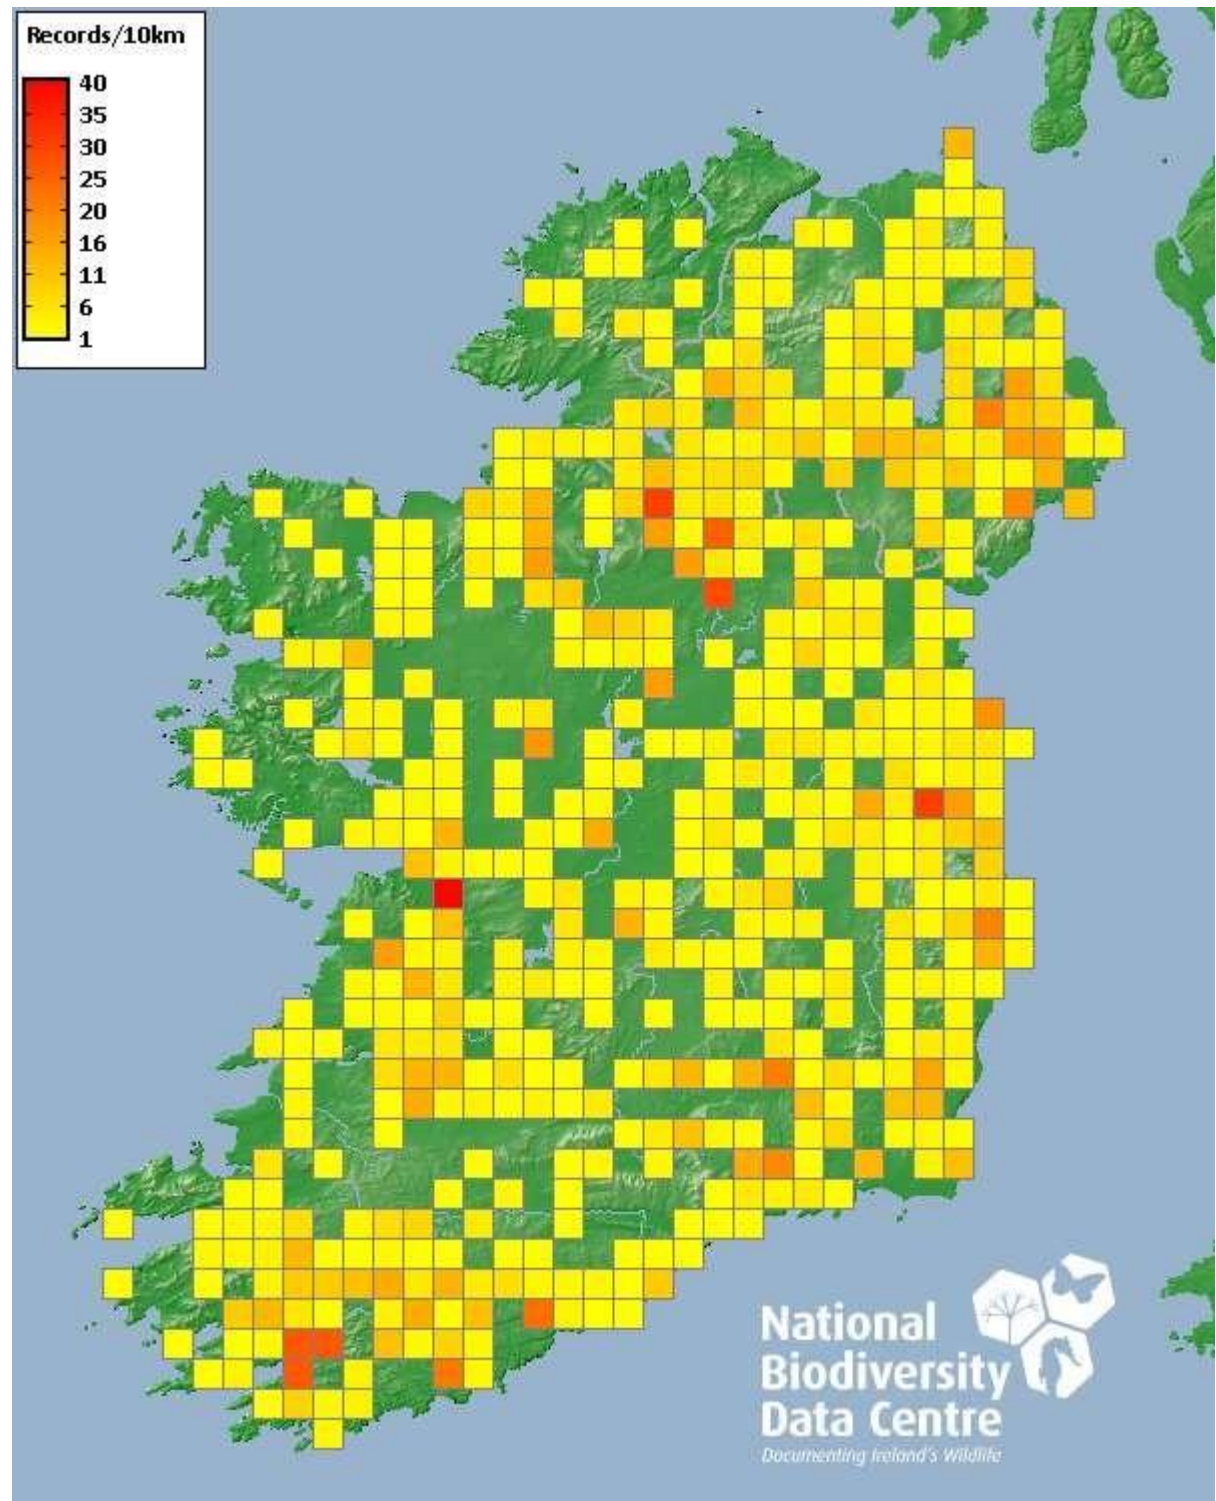 Records/10km
40
35
30
25
20
16
11
6
1
National
Biodiversity
Data Centre
Documenting Ireland's Wildlife